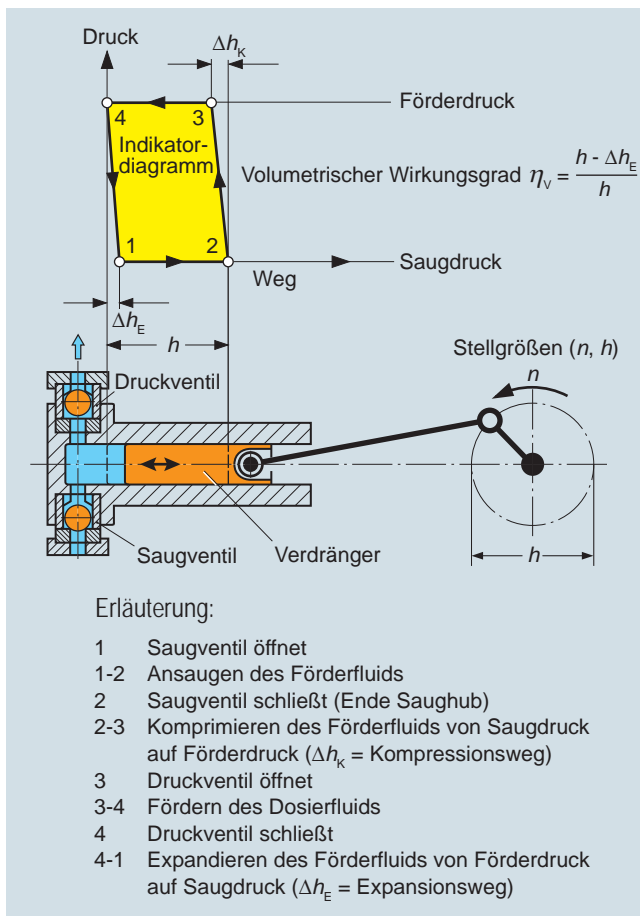 Druck
Δh_K
4 3
Förderdruck
Indikator-
diagramm
Volumetrischer Wirkungsgrad η_V = (h - Δh_E) / h
1 2
Saugdruck
Weg
Δh_E
h
Stellgrößen (n, h)
n
Druckventil
Saugventil
Verdränger
h
Erläuterung:
1 Saugventil öffnet
1-2 Ansaugen des Förderfluids
2 Saugventil schließt (Ende Saughub)
2-3 Komprimieren des Förderfluids von Saugdruck
auf Förderdruck (Δh_K = Kompressionsweg)
3 Druckventil öffnet
3-4 Fördern des Dosierfluids
4 Druckventil schließt
4-1 Expandieren des Förderfluids von Förderdruck
auf Saugdruck (Δh_E = Expansionsweg)